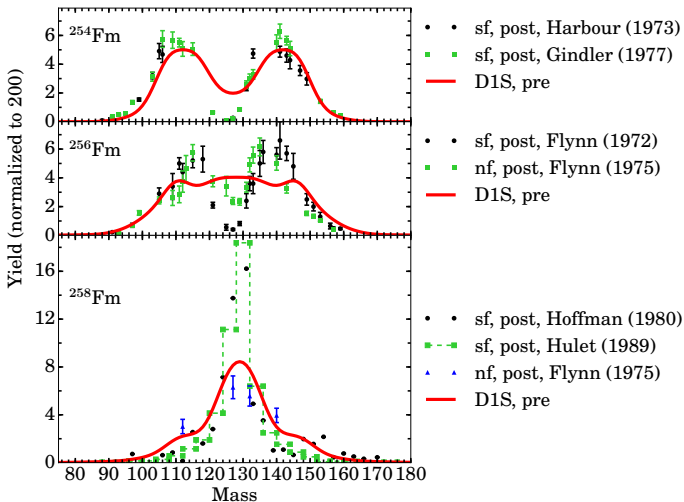 6
4
2
0
²⁵⁴Fm
sf, post, Harbour (1973)
sf, post, Gindler (1977)
D1S, pre
6
4
2
0
²⁵⁶Fm
sf, post, Flynn (1972)
nf, post, Flynn (1975)
D1S, pre
Yield (normalized to 200)
16
12
8
4
0
²⁵⁸Fm
sf, post, Hoffman (1980)
sf, post, Hulet (1989)
nf, post, Flynn (1975)
D1S, pre
80 90 100 110 120 130 140 150 160 170 180
Mass